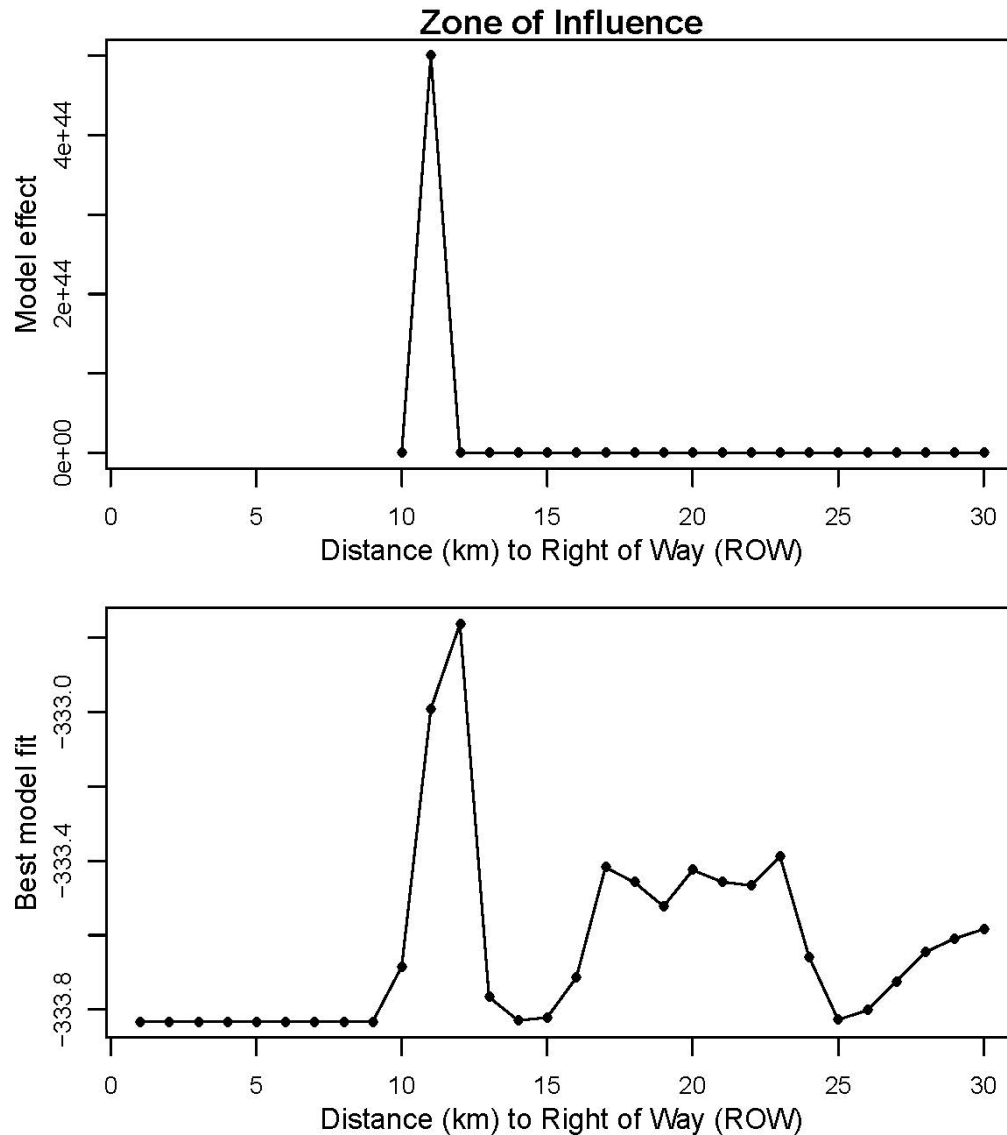 Zone of Influence
Model effect
4e+44
2e+44
0e+00
0 5 10 15 20 25 30
Distance (km) to Right of Way (ROW)
Best model fit
−333.0
−333.4
−333.8
0 5 10 15 20 25 30
Distance (km) to Right of Way (ROW)